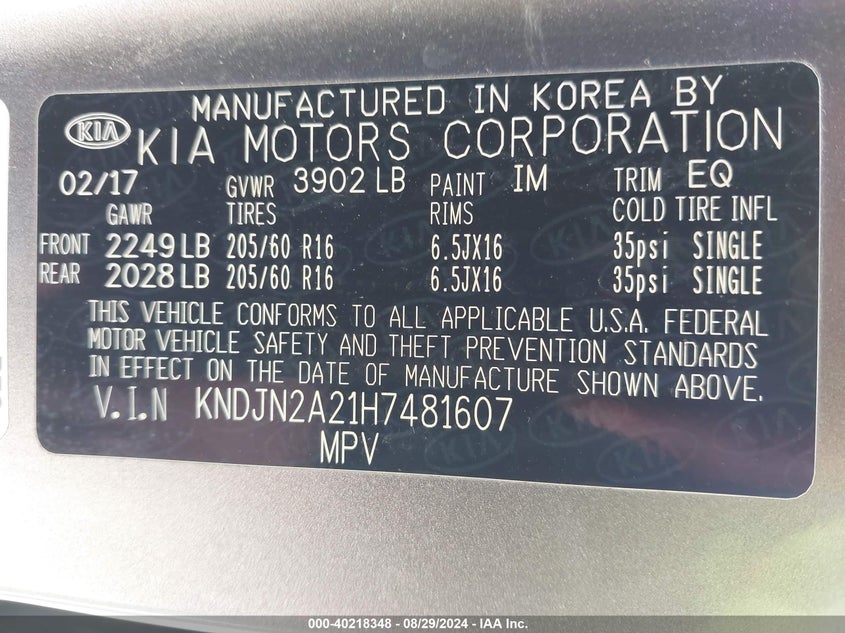 MANUFACTURED IN KOREA BY
KIA KIA MOTORS CORPORATION
02/17 GVWR 3902 LB PAINT IM TRIM EQ
GAWR TIRES RIMS COLD TIRE INFL
FRONT 2249 LB 205/60 R16 6.5JX16 35psi SINGLE
REAR 2028 LB 205/60 R16 6.5JX16 35psi SINGLE
THIS VEHICLE CONFORMS TO ALL APPLICABLE U.S.A. FEDERAL
MOTOR VEHICLE SAFETY AND THEFT PREVENTION STANDARDS
IN EFFECT ON THE DATE OF MANUFACTURE SHOWN ABOVE.
V.I.N KNDJN2A21H7481607
MPV
000-40218348 - 08/29/2024 - IAA Inc.